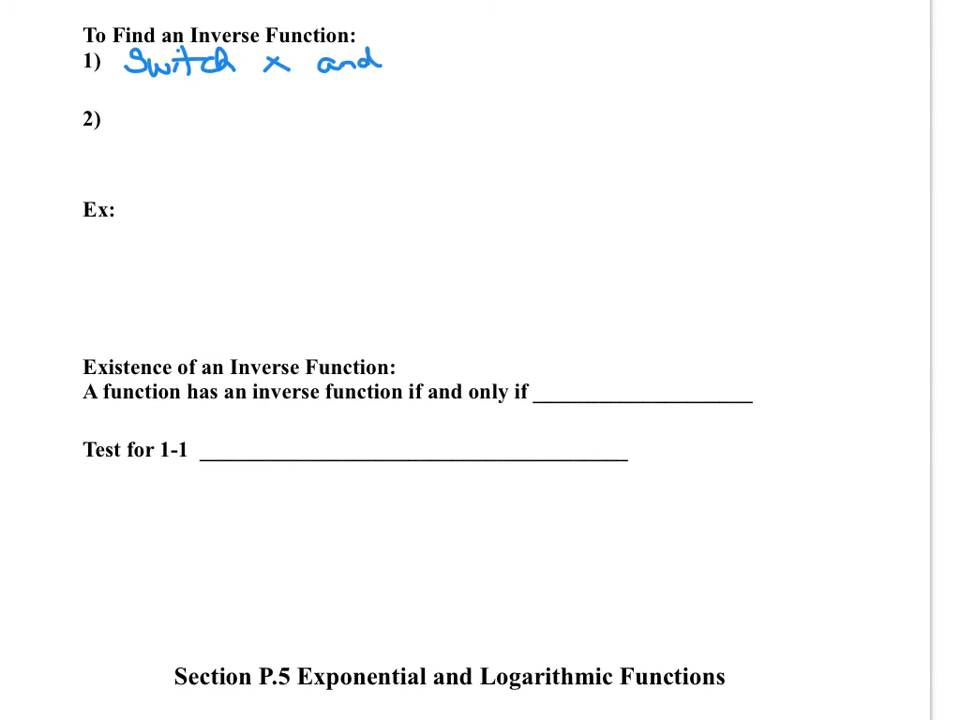 To Find an Inverse Function:
1) Switch x and
2)
Ex:
Existence of an Inverse Function:
A function has an inverse function if and only if ____________________
Test for 1-1 _______________________________________
Section P.5 Exponential and Logarithmic Functions